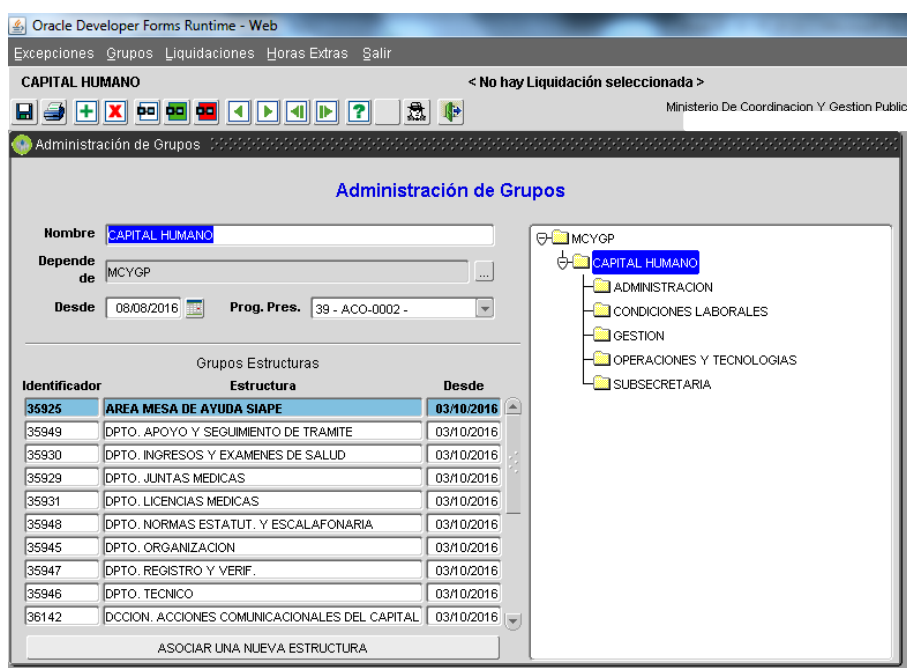 Oracle Developer Forms Runtime - Web
Excepciones Grupos Liquidaciones Horas Extras Salir
CAPITAL HUMANO < No hay Liquidación seleccionada >
Ministerio De Coordinacion Y Gestion Public
Administración de Grupos
Administración de Grupos
Nombre CAPITAL HUMANO
Depende de MCYGP ...
Desde 08/08/2016 Prog. Pres. 39 - ACO-0002 -
Grupos Estructuras
Identificador Estructura Desde
35925 AREA MESA DE AYUDA SIAPE 03/10/2016
35949 DPTO. APOYO Y SEGUIMIENTO DE TRAMITE 03/10/2016
35930 DPTO. INGRESOS Y EXAMENES DE SALUD 03/10/2016
35929 DPTO. JUNTAS MEDICAS 03/10/2016
35931 DPTO. LICENCIAS MEDICAS 03/10/2016
35948 DPTO. NORMAS ESTATUT. Y ESCALAFONARIA 03/10/2016
35945 DPTO. ORGANIZACION 03/10/2016
35947 DPTO. REGISTRO Y VERIF. 03/10/2016
35946 DPTO. TECNICO 03/10/2016
36142 DCCION. ACCIONES COMUNICACIONALES DEL CAPITAL 03/10/2016
ASOCIAR UNA NUEVA ESTRUCTURA
MCYGP
CAPITAL HUMANO
ADMINISTRACION
CONDICIONES LABORALES
GESTION
OPERACIONES Y TECNOLOGIAS
SUBSECRETARIA